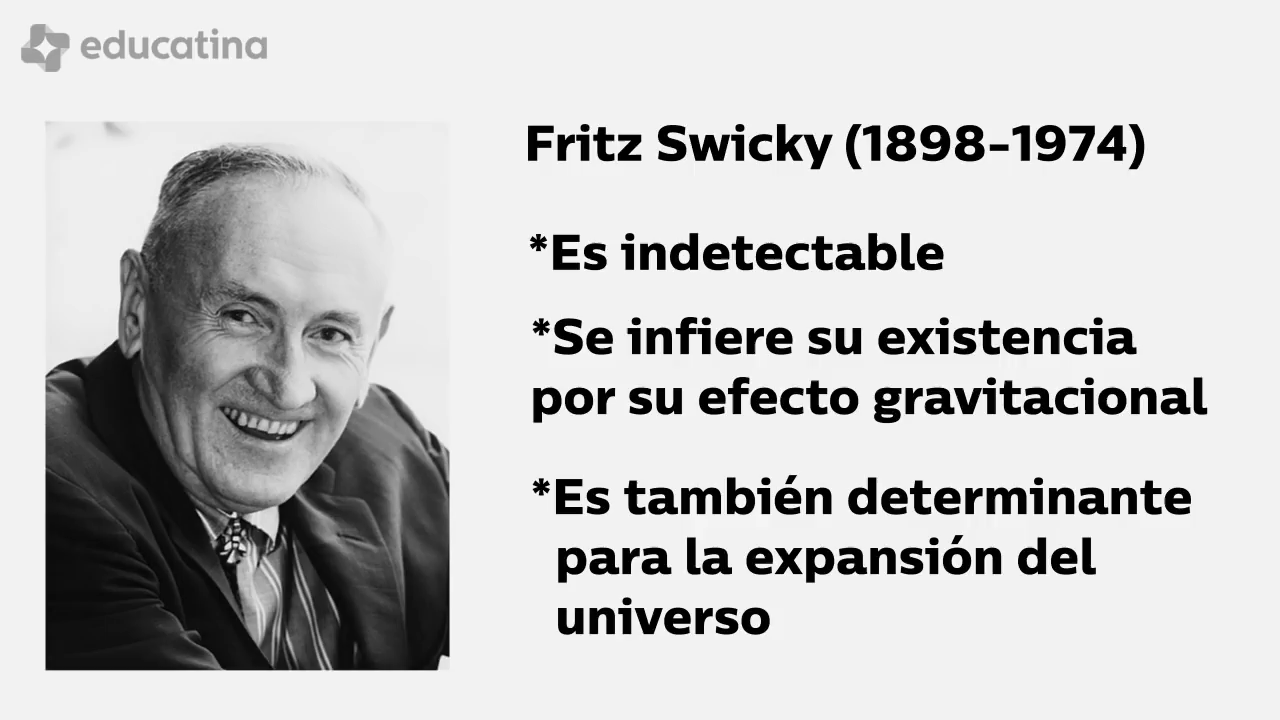 educatina
Fritz Swicky (1898-1974)
*Es indetectable
*Se infiere su existencia
por su efecto gravitacional
*Es también determinante
para la expansión del
universo